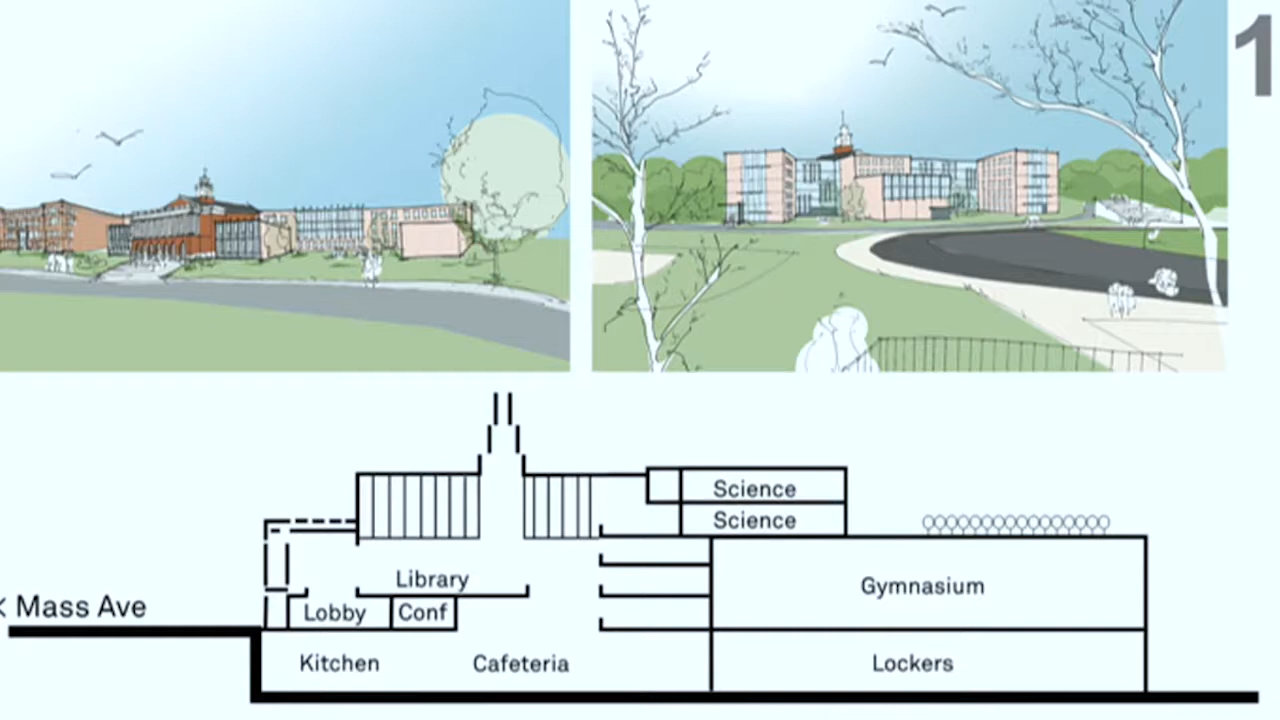 1
Science
Science
Library
Gymnasium
< Mass Ave
Lobby
Conf
Kitchen
Cafeteria
Lockers